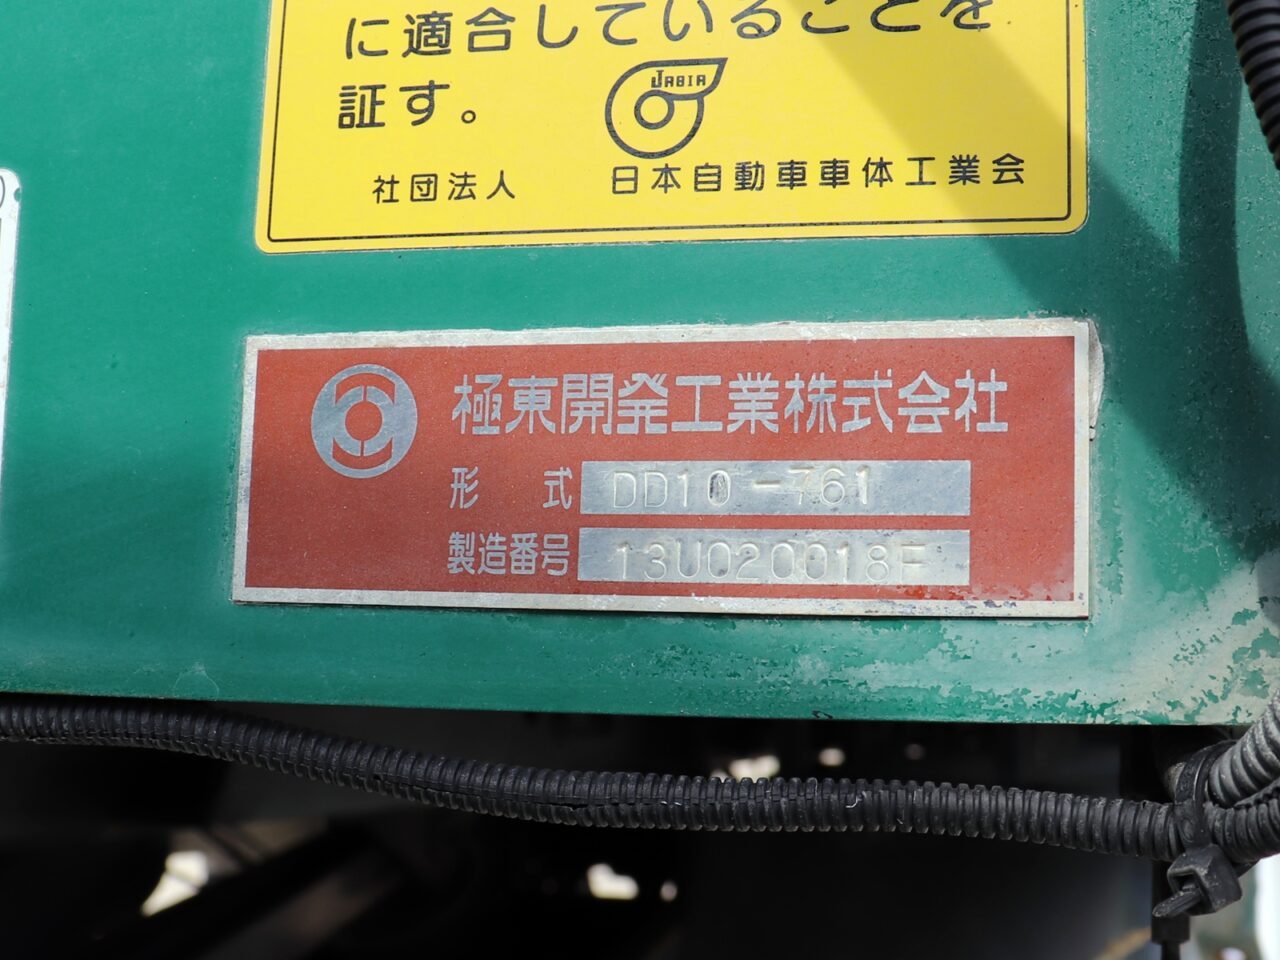 に適合していることを
証す。
JABIA
社団法人 日本自動車車体工業会
極東開発工業株式会社
形式 DD10-761
製造番号 13U020018F